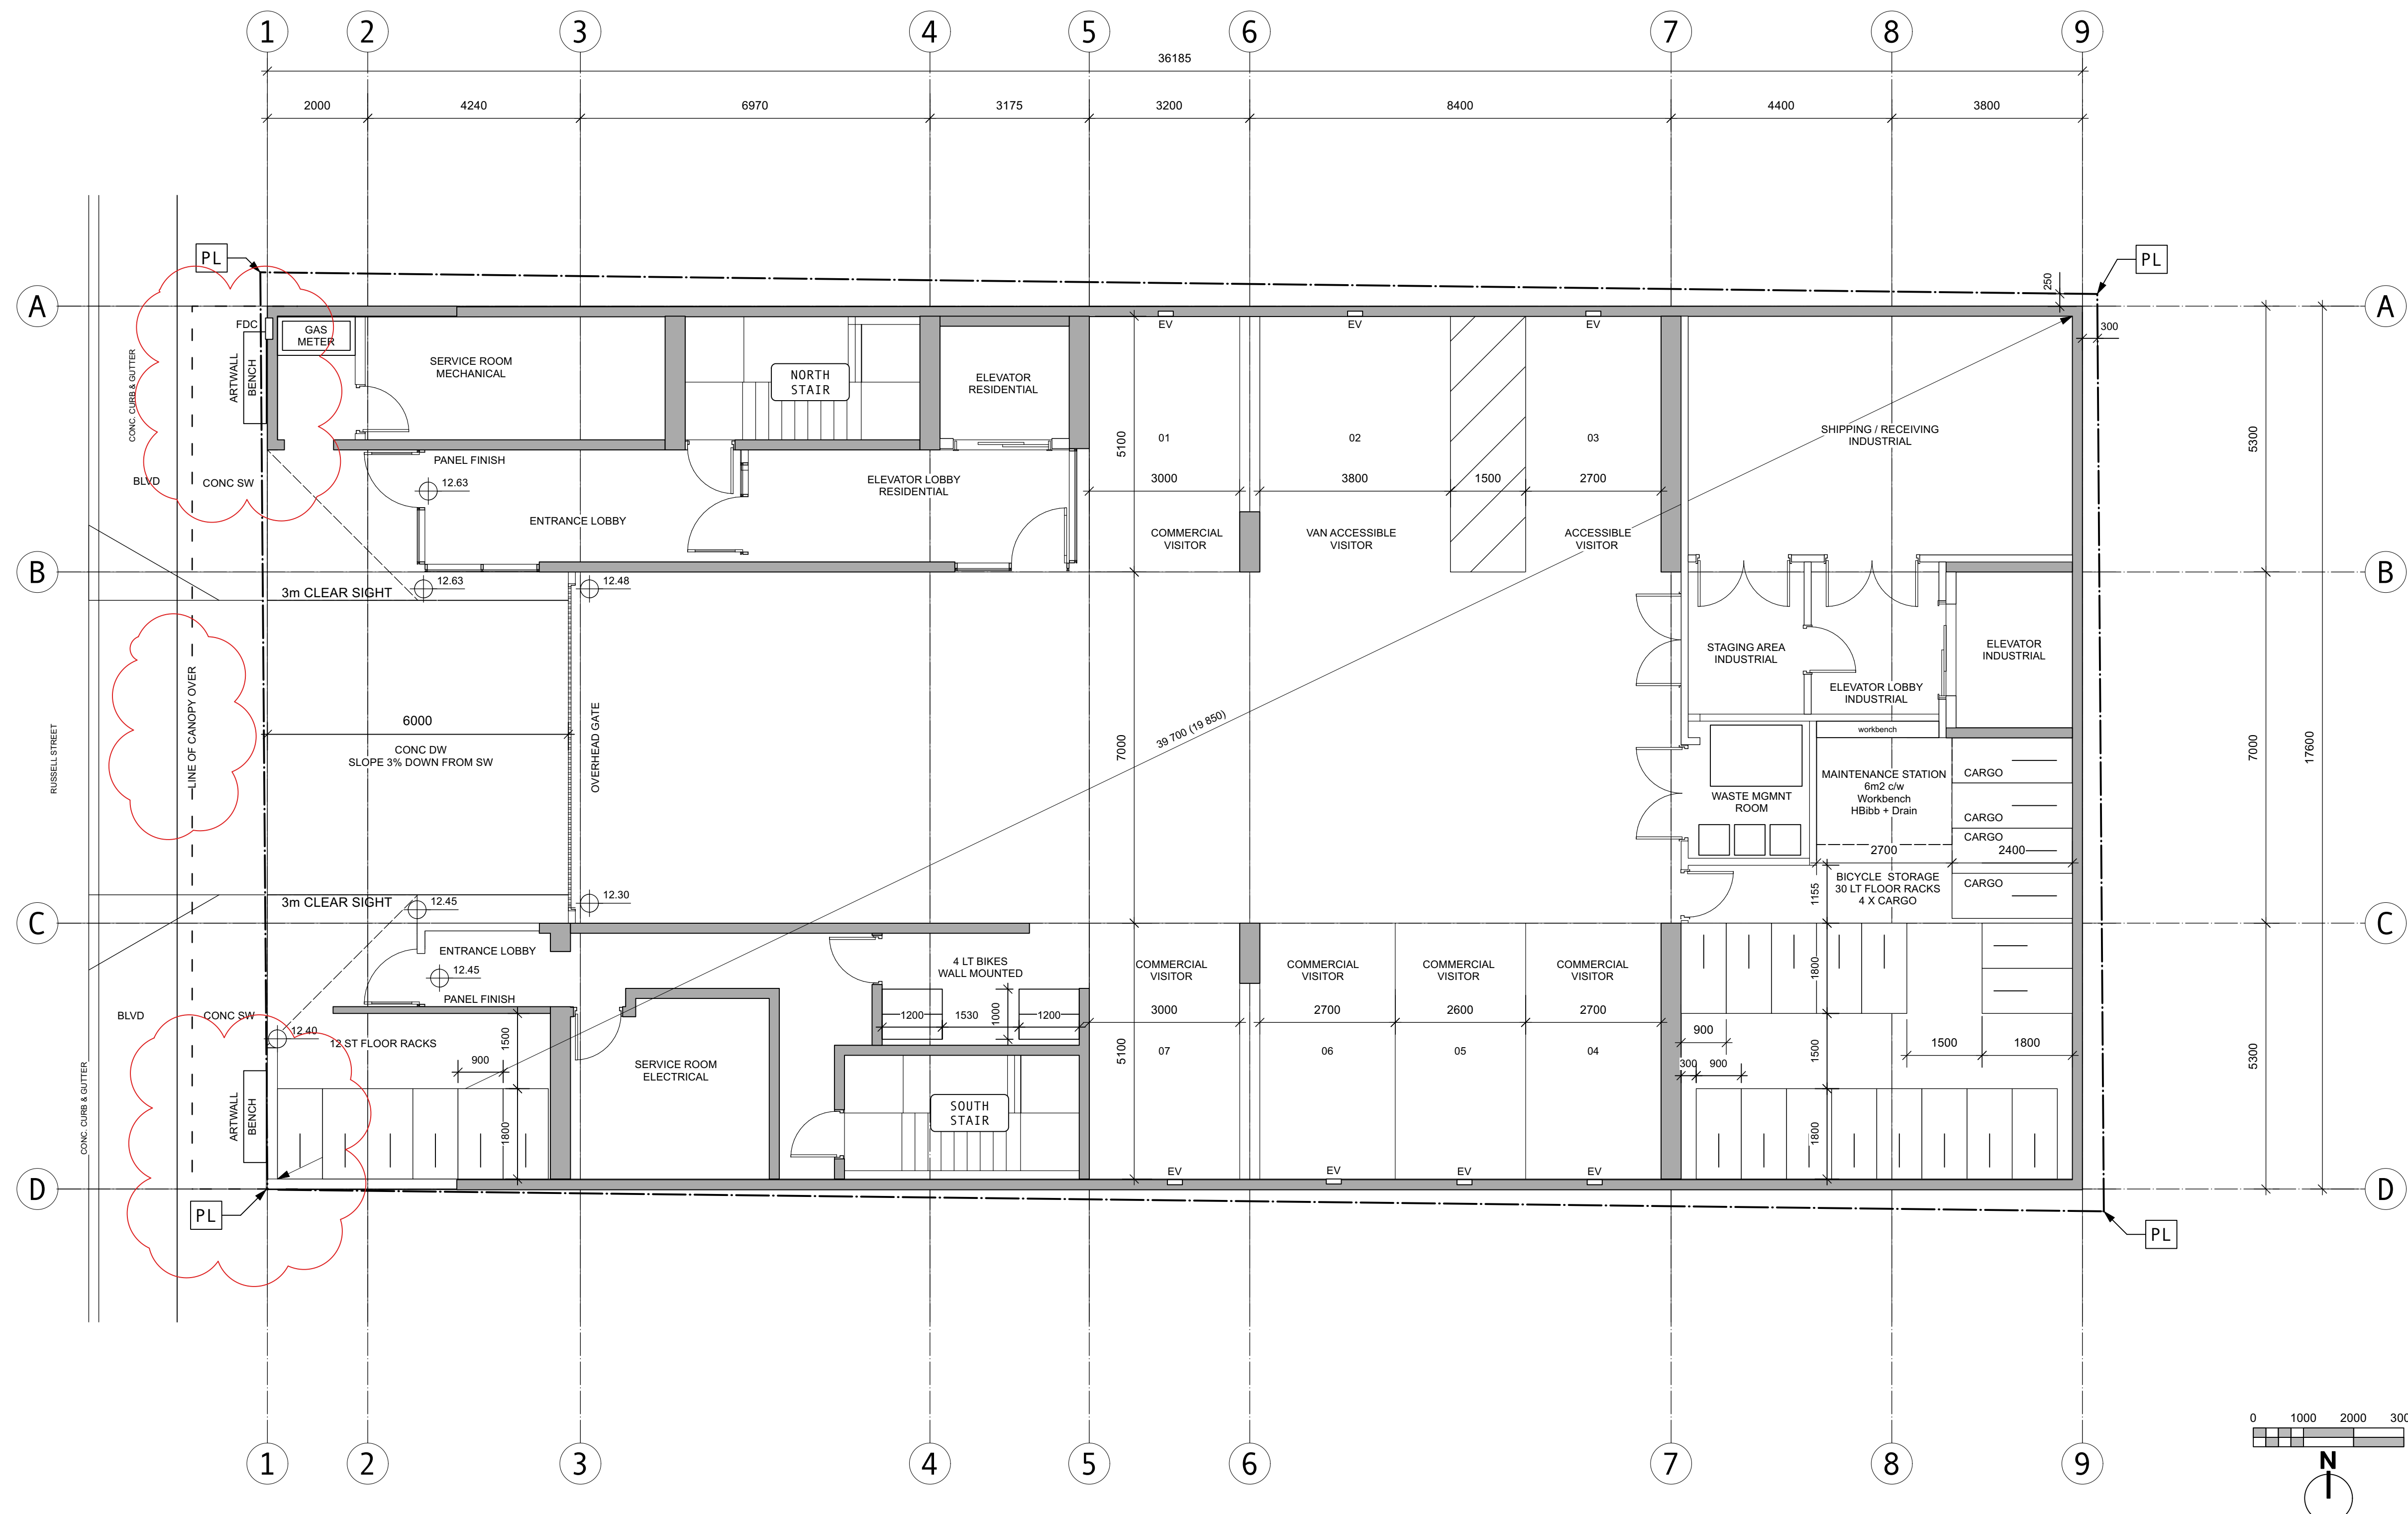 1 2 3 4 5 6 7 8 9
36185
2000 4240 6970 3175 3200 8400 4400 3800
PL
PL
250
A
A
300
FDC
GAS
METER
EV
EV
EV
CONC. CURB & GUTTER
ARTWALL
BENCH
SERVICE ROOM
MECHANICAL
NORTH
STAIR
ELEVATOR
RESIDENTIAL
5100
01
02
03
SHIPPING / RECEIVING
INDUSTRIAL
5300
BLVD
CONC SW
PANEL FINISH
12.63
ELEVATOR LOBBY
RESIDENTIAL
3000
3800
1500
2700
ENTRANCE LOBBY
COMMERCIAL
VISITOR
VAN ACCESSIBLE
VISITOR
ACCESSIBLE
VISITOR
B
B
3m CLEAR SIGHT
12.63
12.48
STAGING AREA
INDUSTRIAL
ELEVATOR
INDUSTRIAL
ELEVATOR LOBBY
INDUSTRIAL
RUSSELL STREET
LINE OF CANOPY OVER
6000
CONC DW
SLOPE 3% DOWN FROM SW
OVERHEAD GATE
7000
39 700 (19 850)
workbench
7000
17600
MAINTENANCE STATION
6m2 c/w
Workbench
HBibb + Drain
CARGO
CARGO
CARGO
CARGO
WASTE MGMNT
ROOM
2700
2400
1155
BICYCLE STORAGE
30 LT FLOOR RACKS
4 X CARGO
3m CLEAR SIGHT
12.45
12.30
C
C
ENTRANCE LOBBY
12.45
PANEL FINISH
4 LT BIKES
WALL MOUNTED
COMMERCIAL
VISITOR
COMMERCIAL
VISITOR
COMMERCIAL
VISITOR
COMMERCIAL
VISITOR
1800
BLVD
CONC SW
12.40
12 ST FLOOR RACKS
1500
900
1200
1530
1000
1200
3000
2700
2600
2700
900
1500
1800
07
06
05
04
1500
300
900
5100
5300
CONC. CURB & GUTTER
ARTWALL
BENCH
SERVICE ROOM
ELECTRICAL
SOUTH
STAIR
1800
1800
EV
EV
EV
EV
D
D
PL
PL
0 1000 2000
N
1 2 3 4 5 6 7 8 9